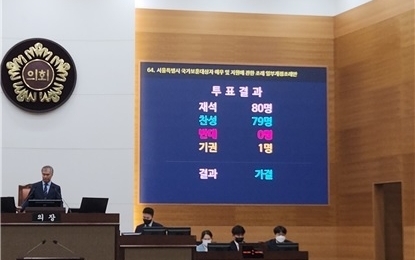 의회
64. 서울특별시 국가보훈대상자 예우 및 지원에 관한 조례 일부개정조례안
투표결과
재석 80명
찬성 79명
반대 0명
기권 1명
결과 가결
의 장